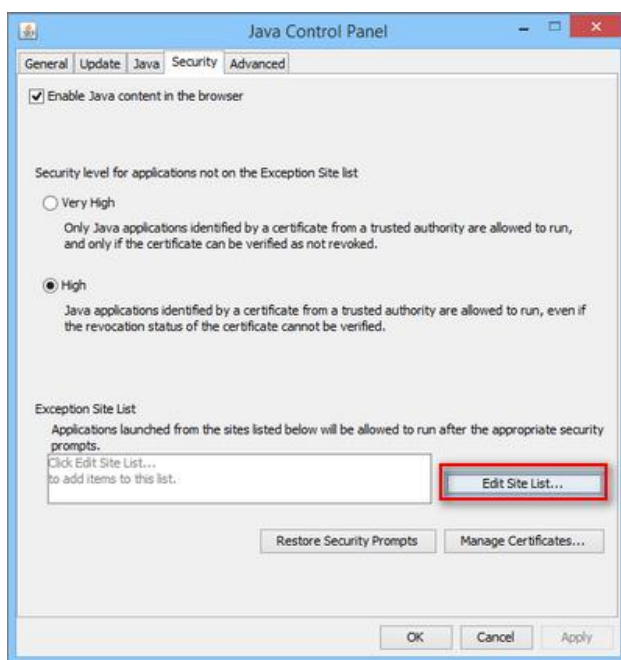 Java Control Panel
General Update Java Security Advanced
Enable Java content in the browser
Security level for applications not on the Exception Site list
Very High
Only Java applications identified by a certificate from a trusted authority are allowed to run,
and only if the certificate can be verified as not revoked.
High
Java applications identified by a certificate from a trusted authority are allowed to run, even if
the revocation status of the certificate cannot be verified.
Exception Site List
Applications launched from the sites listed below will be allowed to run after the appropriate security
prompts.
Click Edit Site List...
to add items to this list.
Edit Site List...
Restore Security Prompts Manage Certificates...
OK Cancel Apply